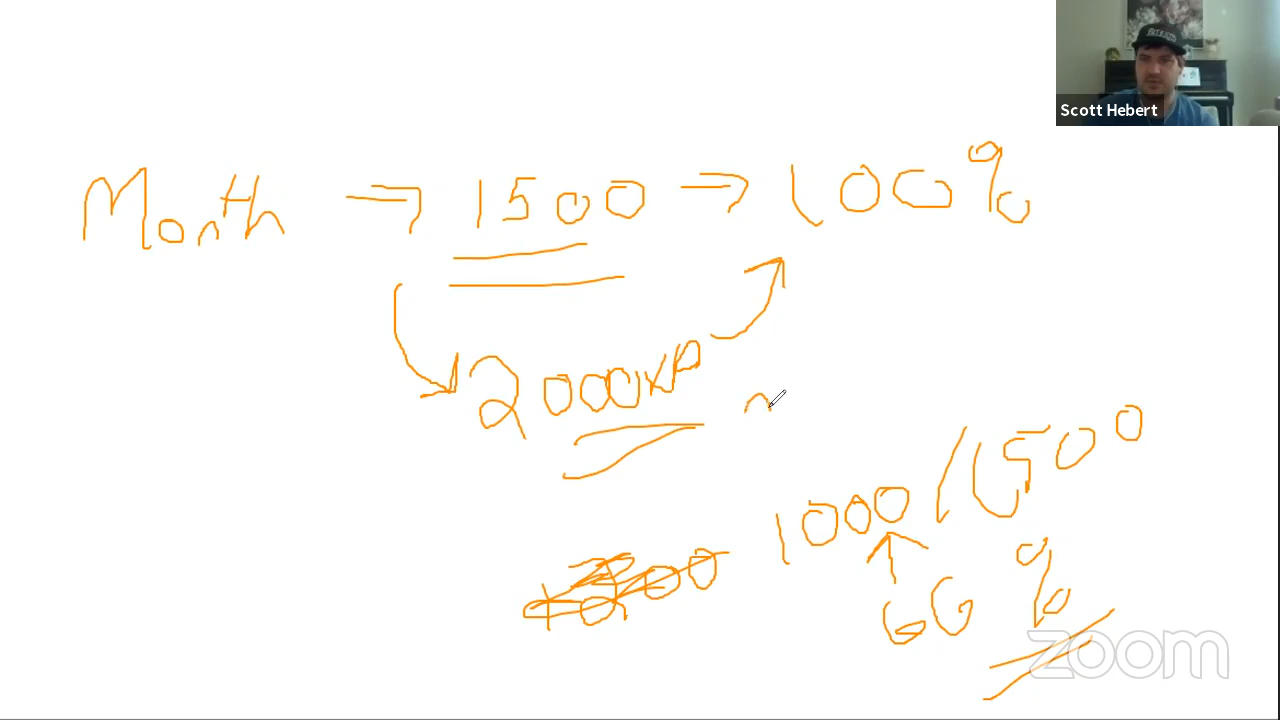 Scott Hebert
Month → 1500 → 100%
2000XP
1000/1500
66%
zoom